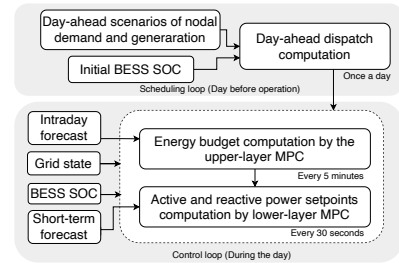 Day-ahead scenarios of nodal
demand and generaration
Day-ahead dispatch
computation
Initial BESS SOC
Once a day
Scheduling loop (Day before operation)
Intraday
forecast
Energy budget computation by the
upper-layer MPC
Grid state
Every 5 minutes
BESS SOC
Active and reactive power setpoints
computation by lower-layer MPC
Short-term
forecast
Every 30 seconds
Control loop (During the day)